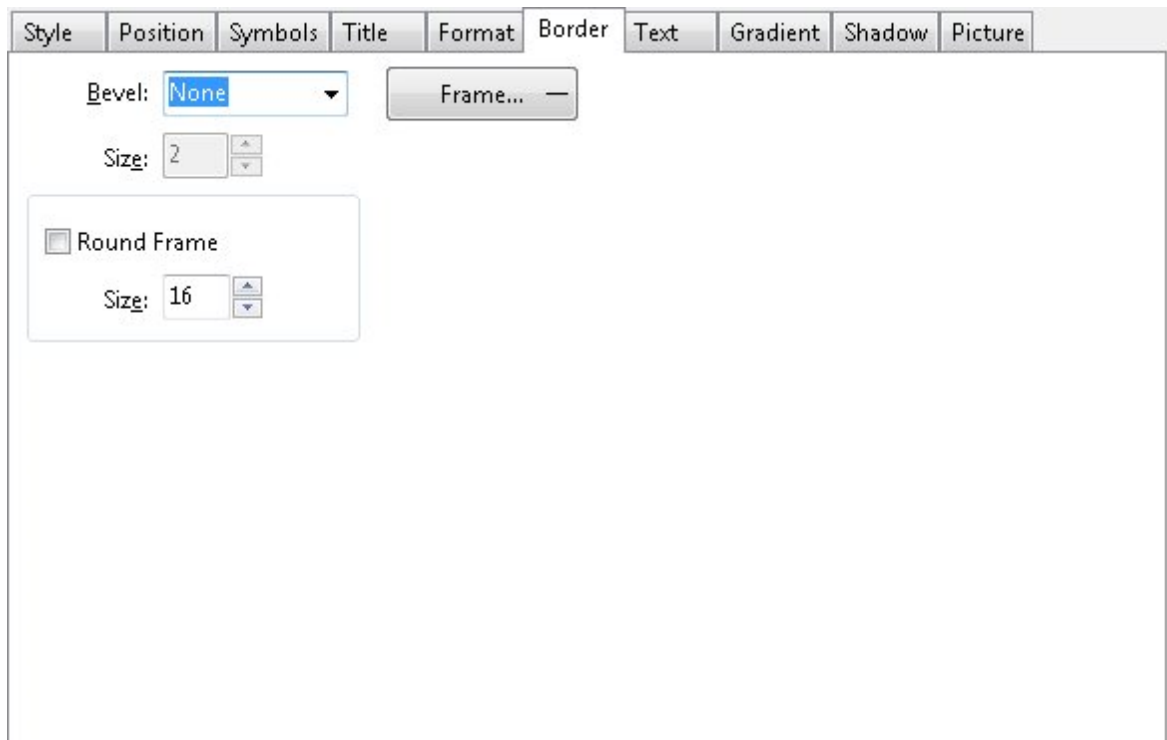 Style Position Symbols Title Format Border Text Gradient Shadow Picture
Bevel: None Frame...
Size: 2
Round Frame
Size: 16